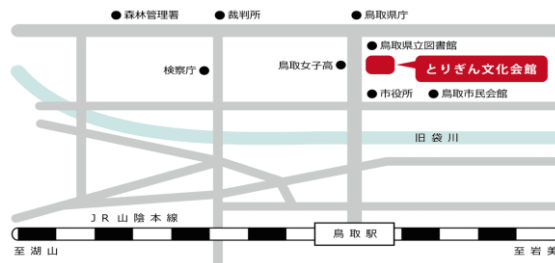 森林管理署
裁判所
鳥取県庁
鳥取県立図書館
検察庁
鳥取女子高
とりぎん文化会館
市役所
鳥取市民会館
旧袋川
JR山陰本線
鳥取駅
至湖山
至岩美